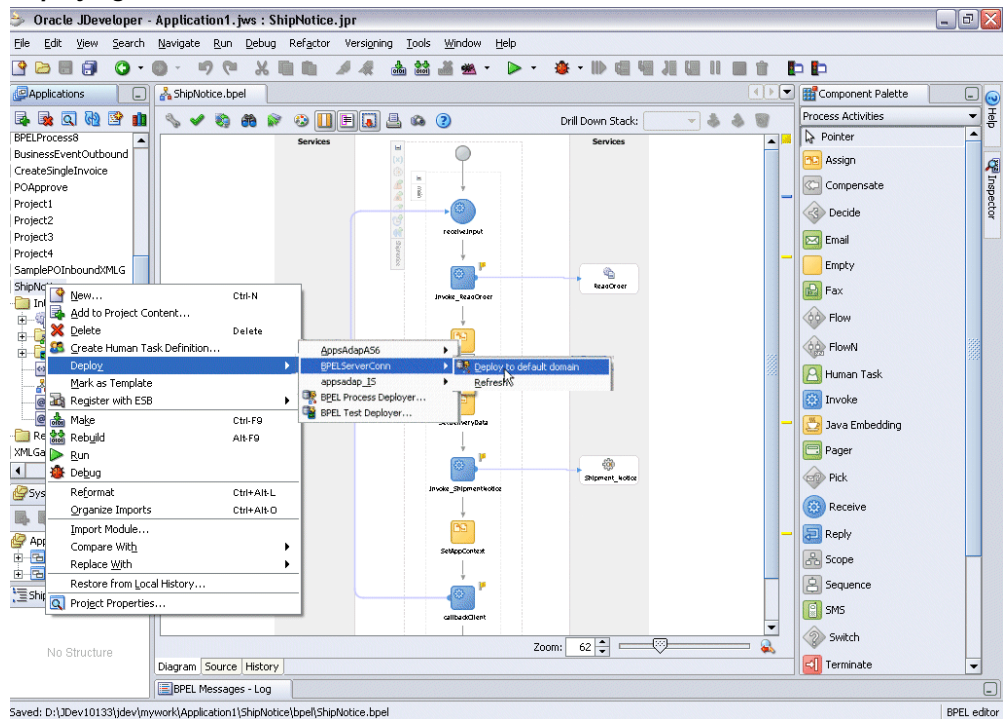 Oracle JDeveloper - Application1.jws : ShipNotice.jpr
File Edit View Search Navigate Run Debug Refactor Versioning Tools Window Help
Applications
BPELProcess8
BusinessEventOutbound
CreateSingleInvoice
POApprove
Project1
Project2
Project3
Project4
SamplePOInboundXMLG
New... Ctrl-N
Add to Project Content...
Delete Delete
Create Human Task Definition...
Deploy
Mark as Template
Register with ESB
Make Ctrl-F9
Rebuild Alt-F9
Run
Debug
Reformat Ctrl+Alt-L
Organize Imports Ctrl+Alt-O
Import Module...
Compare With
Replace With
Restore from Local History...
Project Properties...
AppsAdapA56
BPELServerConn
appsadap_IS
BPEL Process Deployer...
BPEL Test Deployer...
Deploy to default domain
Refresh
No Structure
ShipNotice.bpel
Drill Down Stack:
Services
Services
main
ShipNotice
receiveInput
Invoke_ReadOrder
ReadOrder
Invoke_ShipmentNotice
Shipment_Notice
SetAppContext
callbackClient
Zoom: 62
Diagram Source History
BPEL Messages - Log
Component Palette
Process Activities
Pointer
Assign
Compensate
Decide
Email
Empty
Fax
Flow
FlowN
Human Task
Invoke
Java Embedding
Pager
Pick
Receive
Reply
Scope
Sequence
SMS
Switch
Terminate
Help
Inspector
Saved: D:\JDev10133\jdev\mywork\Application1\ShipNotice\bpel\ShipNotice.bpel
BPEL editor